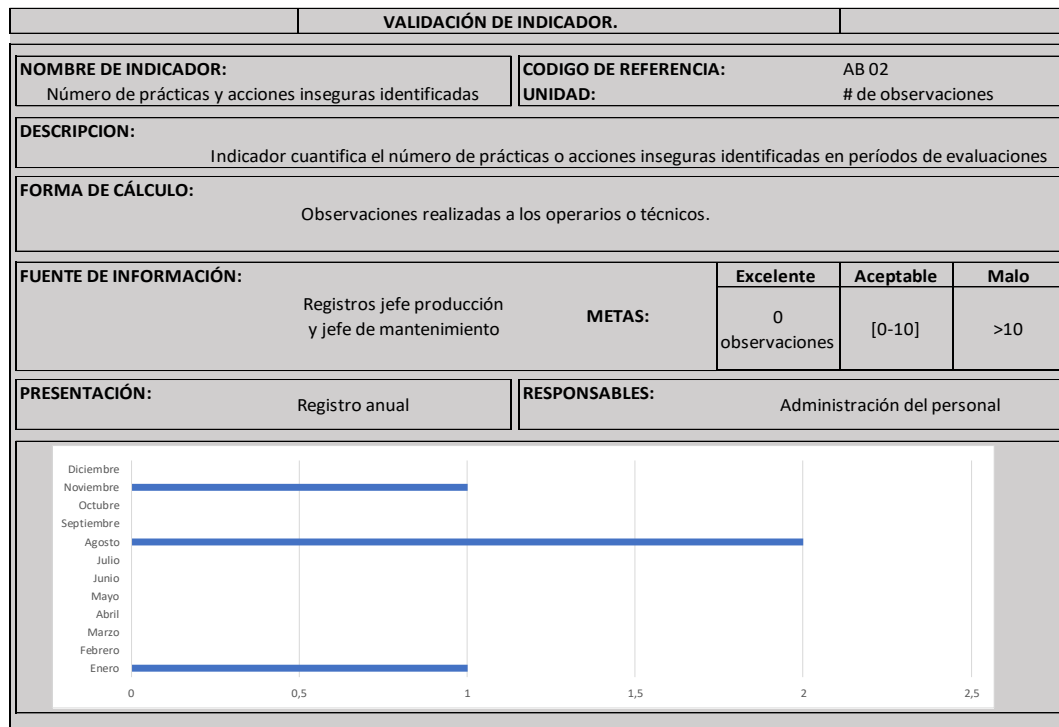 VALIDACIÓN DE INDICADOR.
NOMBRE DE INDICADOR:
Número de prácticas y acciones inseguras identificadas
CODIGO DE REFERENCIA: AB 02
UNIDAD: # de observaciones
DESCRIPCION:
Indicador cuantifica el número de prácticas o acciones inseguras identificadas en períodos de evaluaciones
FORMA DE CÁLCULO:
Observaciones realizadas a los operarios o técnicos.
FUENTE DE INFORMACIÓN:
Registros jefe producción
y jefe de mantenimiento
METAS:
Excelente Aceptable Malo
0
observaciones
[0-10] >10
PRESENTACIÓN:
Registro anual
RESPONSABLES:
Administración del personal
Diciembre
Noviembre
Octubre
Septiembre
Agosto
Julio
Junio
Mayo
Abril
Marzo
Febrero
Enero
0 0,5 1 1,5 2 2,5